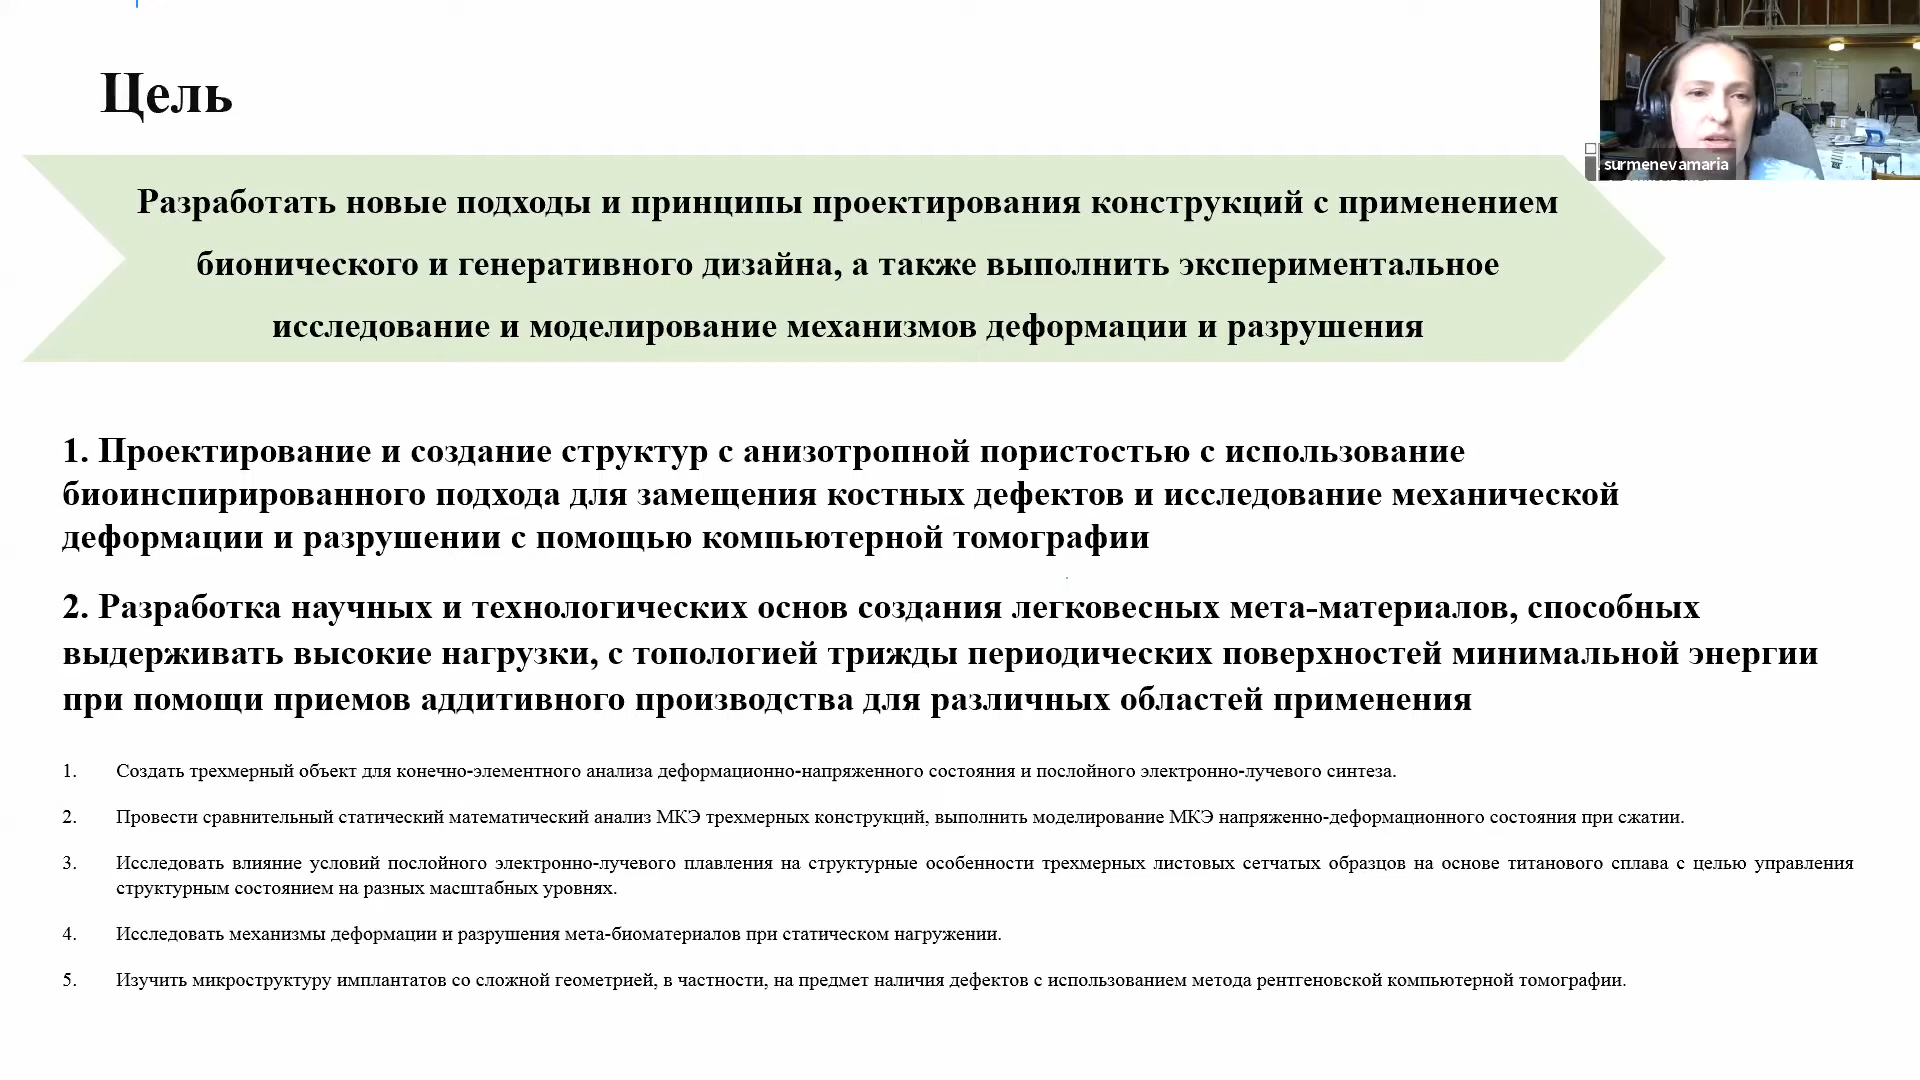 Цель
surmenevamaria
Разработать новые подходы и принципы проектирования конструкций с применением
бионического и генеративного дизайна, а также выполнить экспериментальное
исследование и моделирование механизмов деформации и разрушения
1. Проектирование и создание структур с анизотропной пористостью с использование
биоинспирированного подхода для замещения костных дефектов и исследование механической
деформации и разрушении с помощью компьютерной томографии
2. Разработка научных и технологических основ создания легковесных мета-материалов, способных
выдерживать высокие нагрузки, с топологией трижды периодических поверхностей минимальной энергии
при помощи приемов аддитивного производства для различных областей применения
1. Создать трехмерный объект для конечно-элементного анализа деформационно-напряженного состояния и послойного электронно-лучевого синтеза.
2. Провести сравнительный статический математический анализ МКЭ трехмерных конструкций, выполнить моделирование МКЭ напряженно-деформационного состояния при сжатии.
3. Исследовать влияние условий послойного электронно-лучевого плавления на структурные особенности трехмерных листовых сетчатых образцов на основе титанового сплава с целью управления
структурным состоянием на разных масштабных уровнях.
4. Исследовать механизмы деформации и разрушения мета-биоматериалов при статическом нагружении.
5. Изучить микроструктуру имплантатов со сложной геометрией, в частности, на предмет наличия дефектов с использованием метода рентгеновской компьютерной томографии.